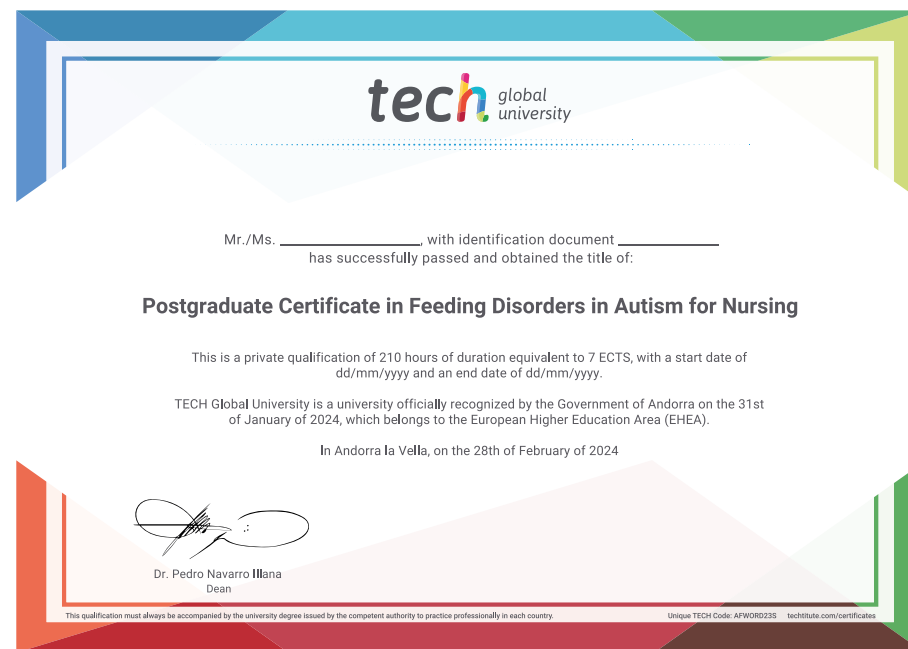 tech global
university
Mr./Ms. ____________, with identification document ____________
has successfully passed and obtained the title of:
Postgraduate Certificate in Feeding Disorders in Autism for Nursing
This is a private qualification of 210 hours of duration equivalent to 7 ECTS, with a start date of
dd/mm/yyyy and an end date of dd/mm/yyyy.
TECH Global University is a university officially recognized by the Government of Andorra on the 31st
of January of 2024, which belongs to the European Higher Education Area (EHEA).
In Andorra la Vella, on the 28th of February of 2024
Dr. Pedro Navarro Illana
Dean
This qualification must always be accompanied by the university degree issued by the competent authority to practice professionally in each country.
Unique TECH Code: AFWORD23S techtitute.com/certificates